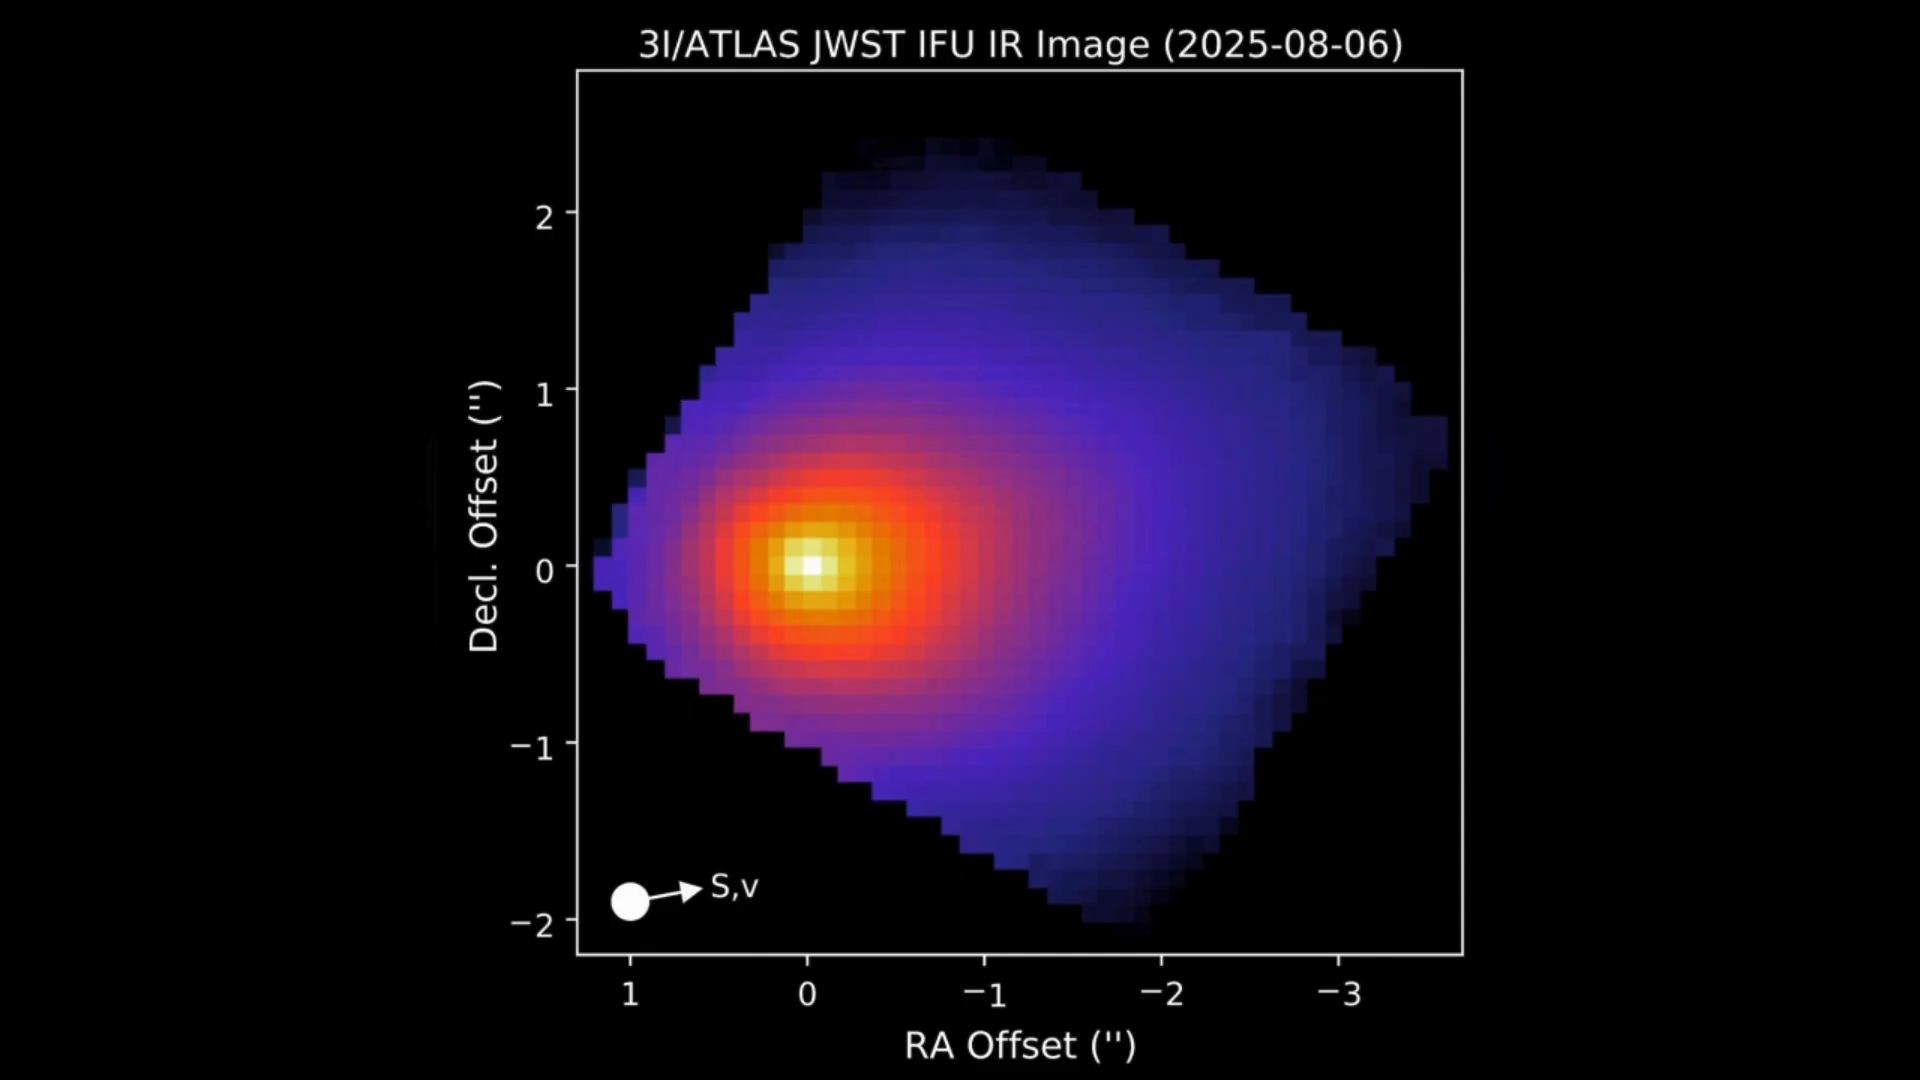 3I/ATLAS JWST IFU IR Image (2025-08-06)
Decl. Offset ('')
2
1
0
−1
−2
S,v
1 0 −1 −2 −3
RA Offset ('')